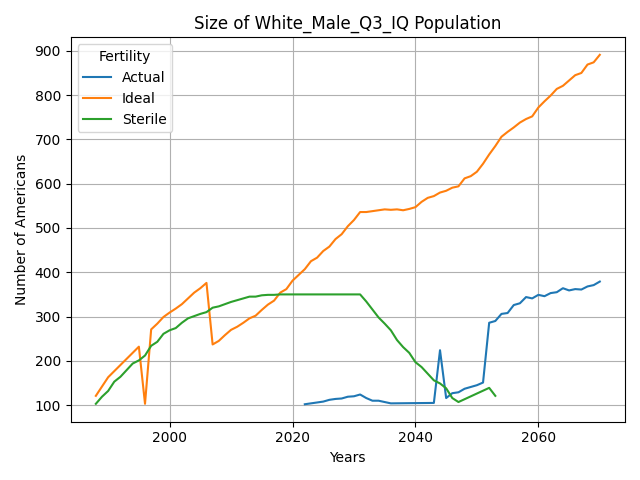 Size of White_Male_Q3_IQ Population
Fertility
Actual
Ideal
Sterile
Number of Americans
900
800
700
600
500
400
300
200
100
2000
2020
2040
2060
Years